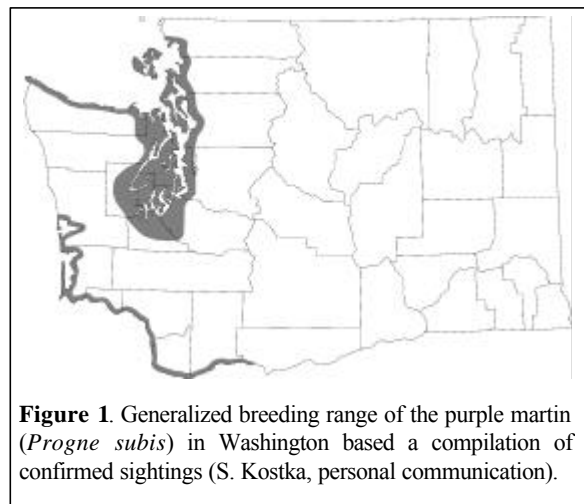 Figure 1. Generalized breeding range of the purple martin
(Progne subis) in Washington based a compilation of
confirmed sightings (S. Kostka, personal communication).